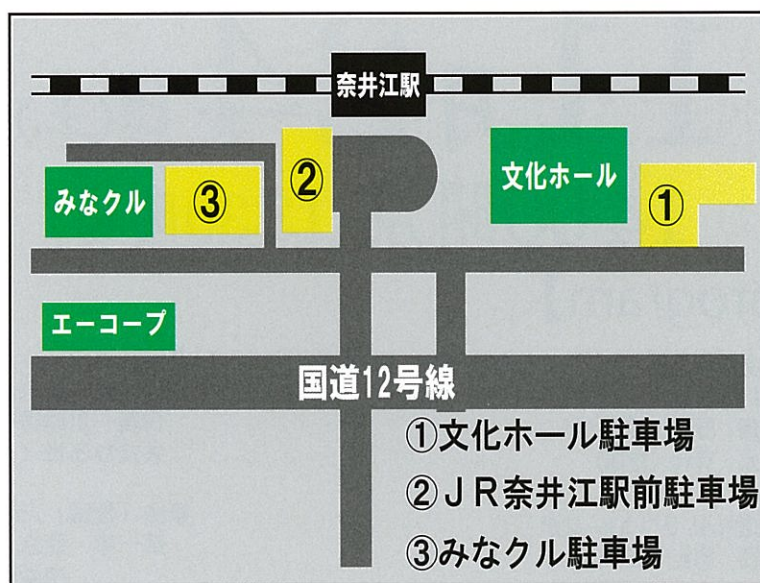 奈井江駅
みなクル
③
②
文化ホール
①
エーコープ
国道12号線
①文化ホール駐車場
②ＪＲ奈井江駅前駐車場
③みなクル駐車場